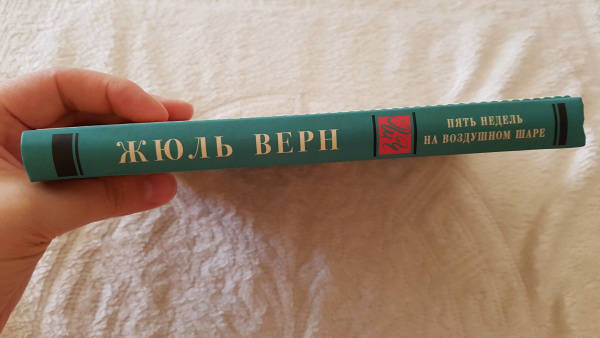 ЖЮЛЬ ВЕРН
ПЯТЬ НЕДЕЛЬ
НА ВОЗДУШНОМ ШАРЕ